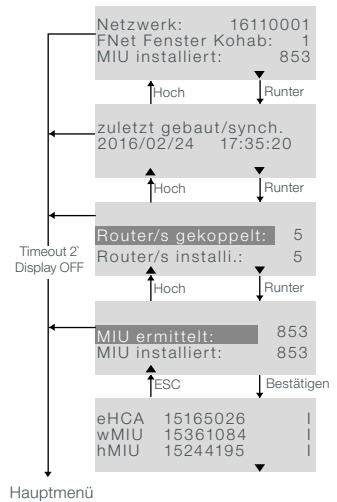 Netzwerk: 16110001
FNet Fenster Kohab: 1
MIU installiert: 853
Hoch
Runter
zuletzt gebaut/synch.
2016/02/24 17:35:20
Hoch
Runter
Router/s gekoppelt: 5
Router/s installi.: 5
Timeout 2`
Display OFF
Hoch
Runter
MIU ermittelt: 853
MIU installiert: 853
ESC
Bestätigen
eHCA 15165026 I
wMIU 15361084 I
hMIU 15244195 I
Hauptmenü